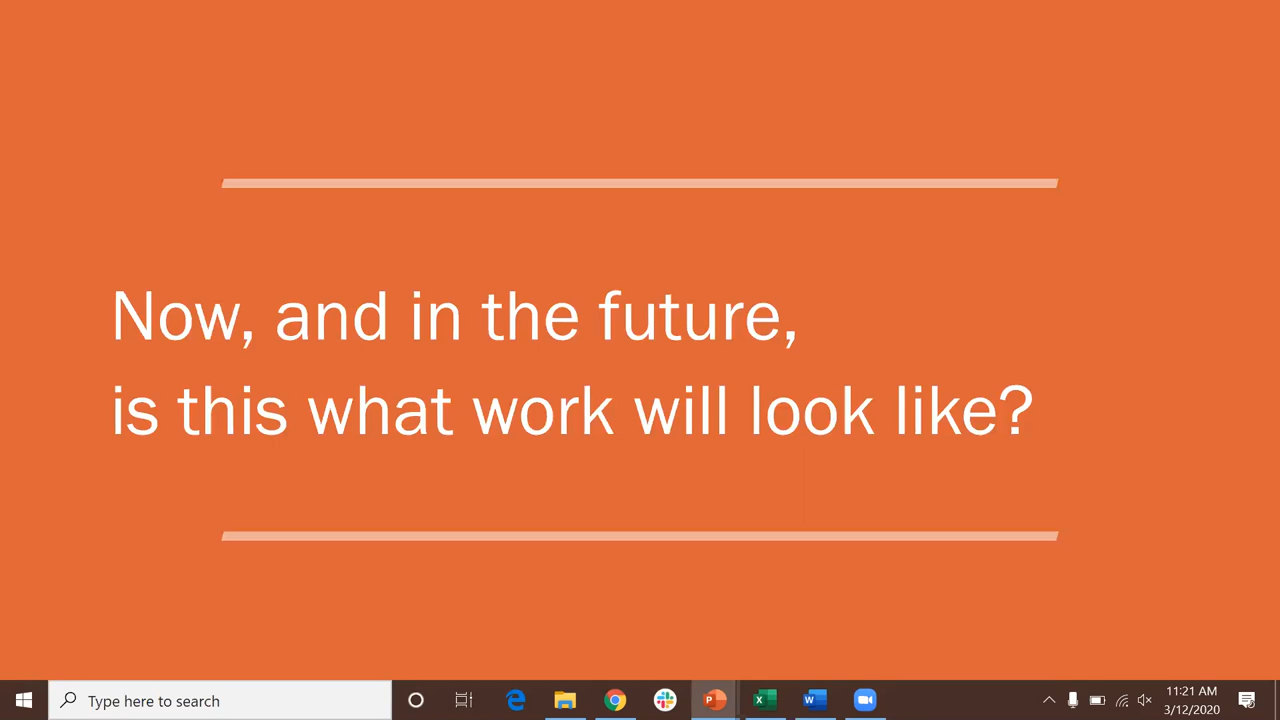 Now, and in the future,
is this what work will look like?
Type here to search
11:21 AM
3/12/2020